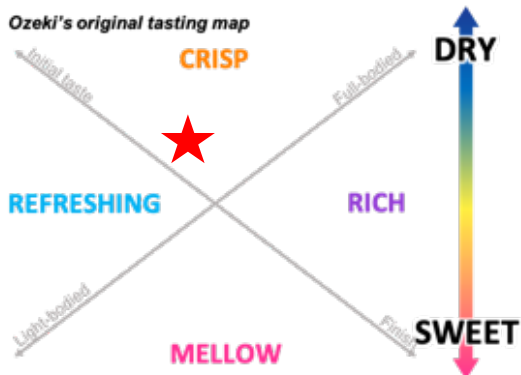 Ozeki's original tasting map
CRISP
DRY
Initial taste
Full-bodied
REFRESHING
RICH
Light-bodied
Finish
SWEET
MELLOW